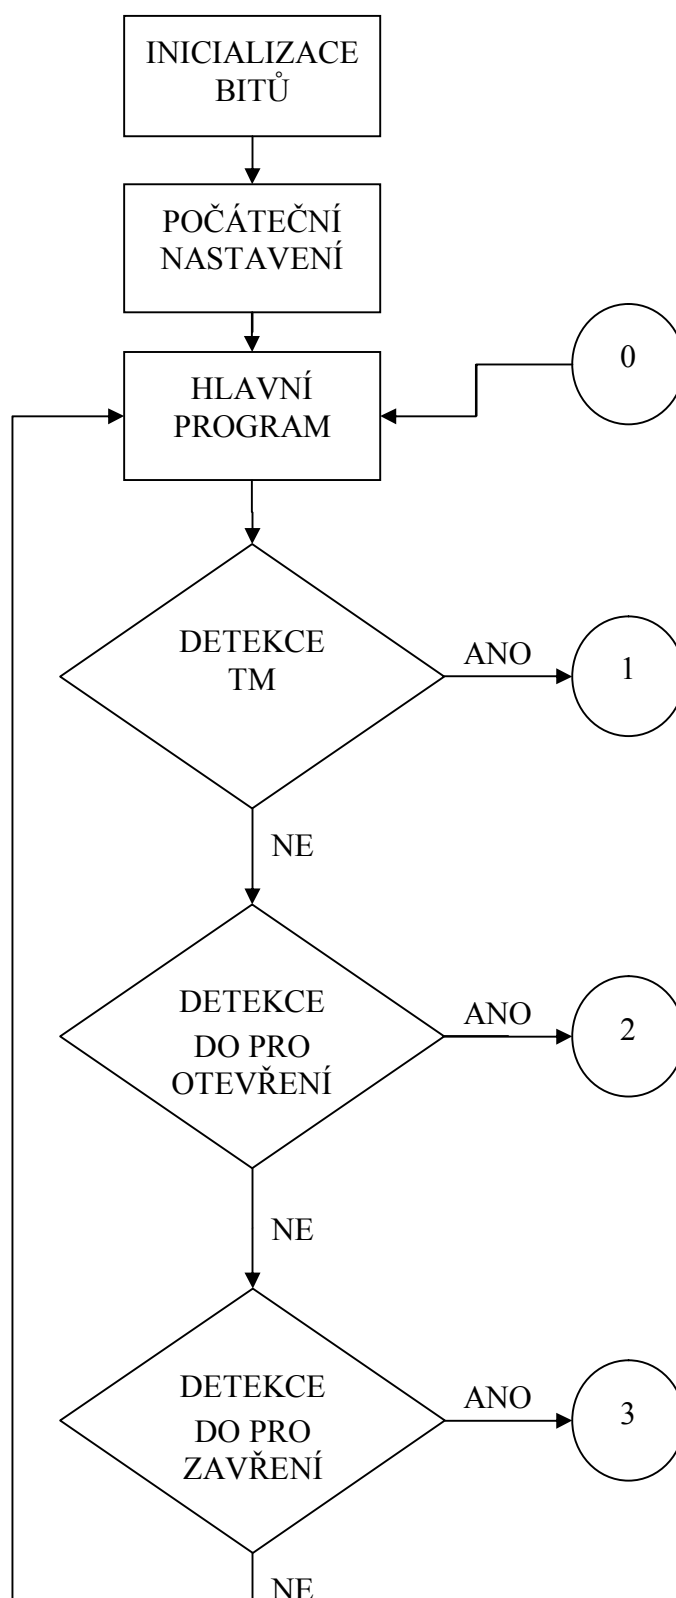 INICIALIZACE
BITŮ
POČÁTEČNÍ
NASTAVENÍ
0
HLAVNÍ
PROGRAM
DETEKCE
TM
ANO
1
NE
DETEKCE
DO PRO
OTEVŘENÍ
ANO
2
NE
DETEKCE
DO PRO
ZAVŘENÍ
ANO
3
NE